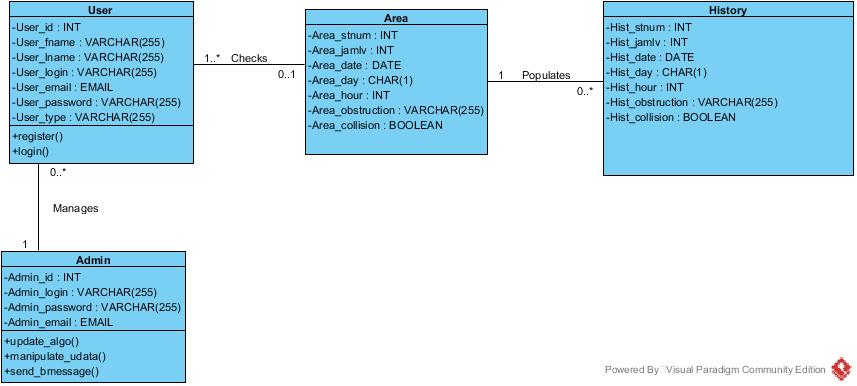 User
-User_id : INT
-User_fname : VARCHAR(255)
-User_lname : VARCHAR(255)
-User_login : VARCHAR(255)
-User_email : EMAIL
-User_password : VARCHAR(255)
-User_type : VARCHAR(255)
+register()
+login()
1..* Checks
0..1
Area
-Area_stnum : INT
-Area_jamlv : INT
-Area_date : DATE
-Area_day : CHAR(1)
-Area_hour : INT
-Area_obstruction : VARCHAR(255)
-Area_collision : BOOLEAN
1 Populates
0..*
History
-Hist_stnum : INT
-Hist_jamlv : INT
-Hist_date : DATE
-Hist_day : CHAR(1)
-Hist_hour : INT
-Hist_obstruction : VARCHAR(255)
-Hist_collision : BOOLEAN
0..*
Manages
1
Admin
-Admin_id : INT
-Admin_login : VARCHAR(255)
-Admin_password : VARCHAR(255)
-Admin_email : EMAIL
+update_algo()
+manipulate_udata()
+send_bmessage()
Powered By Visual Paradigm Community Edition